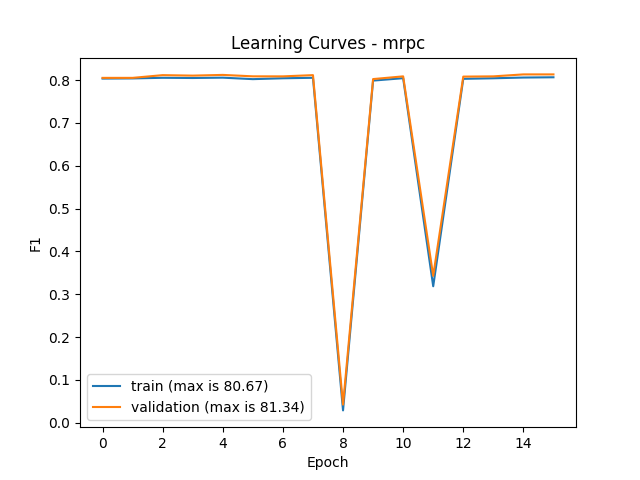 Learning Curves - mrpc
F1
0.8
0.7
0.6
0.5
0.4
0.3
0.2
0.1
0.0
train (max is 80.67)
validation (max is 81.34)
0 2 4 6 8 10 12 14
Epoch